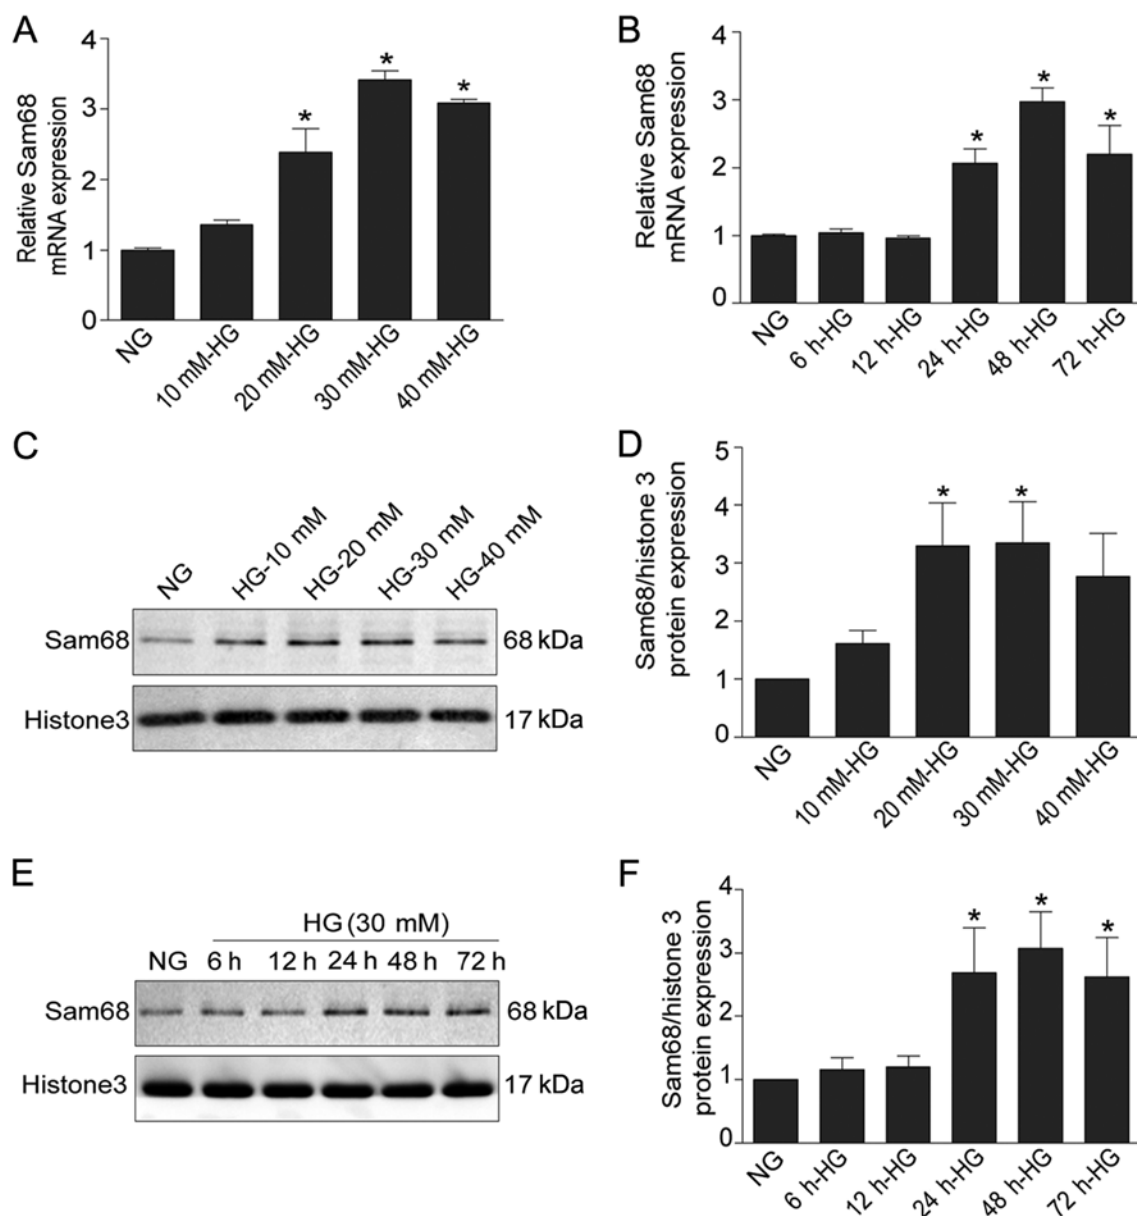 A
Relative Sam68
mRNA expression
4
3
2
1
0
*
*
*
NG
10 mM-HG
20 mM-HG
30 mM-HG
40 mM-HG
B
Relative Sam68
mRNA expression
4
3
2
1
0
*
*
*
NG
6 h-HG
12 h-HG
24 h-HG
48 h-HG
72 h-HG
C
NG
HG-10 mM
HG-20 mM
HG-30 mM
HG-40 mM
Sam68
68 kDa
Histone3
17 kDa
D
Sam68/histone 3
protein expression
5
4
3
2
1
0
*
*
NG
10 mM-HG
20 mM-HG
30 mM-HG
40 mM-HG
E
HG (30 mM)
NG 6 h 12 h 24 h 48 h 72 h
Sam68
68 kDa
Histone3
17 kDa
F
Sam68/histone 3
protein expression
4
3
2
1
0
*
*
*
NG
6 h-HG
12 h-HG
24 h-HG
48 h-HG
72 h-HG